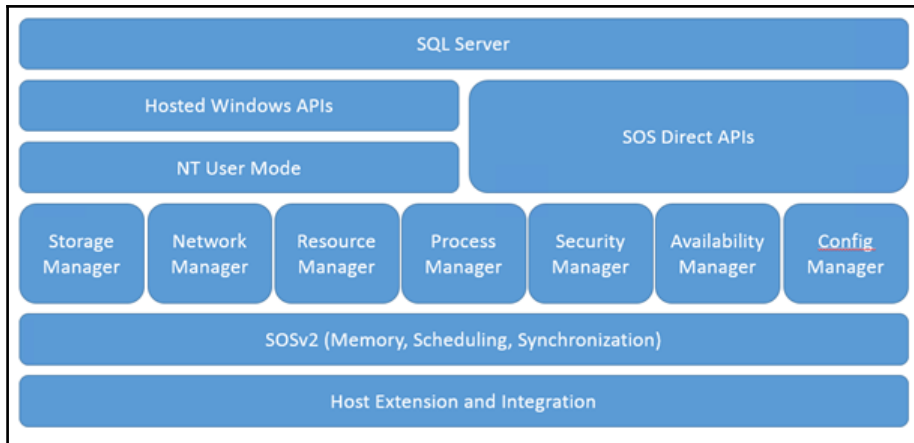 SQL Server
Hosted Windows APIs
SOS Direct APIs
NT User Mode
Storage
Manager
Network
Manager
Resource
Manager
Process
Manager
Security
Manager
Availability
Manager
Config
Manager
SOSv2 (Memory, Scheduling, Synchronization)
Host Extension and Integration